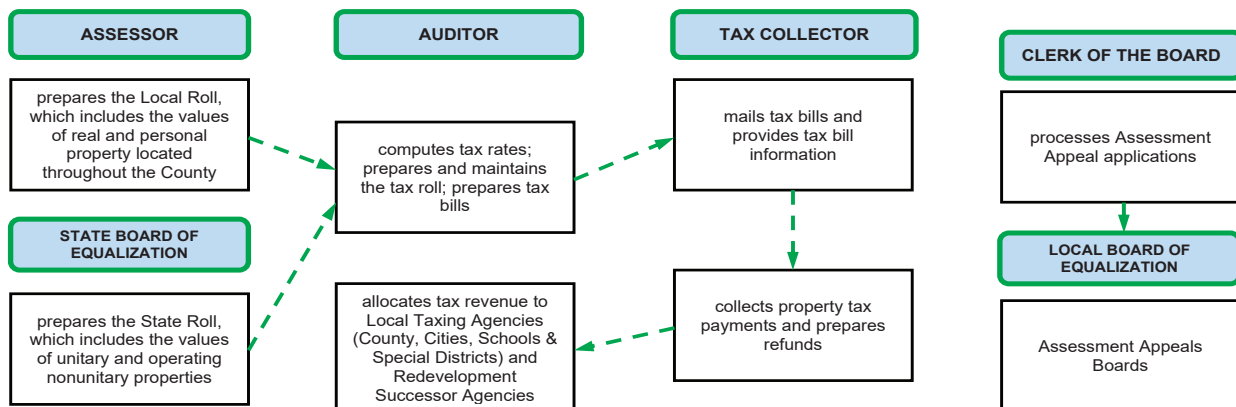 ASSESSOR
prepares the Local Roll,
which includes the values
of real and personal
property located
throughout the County
STATE BOARD OF
EQUALIZATION
prepares the State Roll,
which includes the values
of unitary and operating
nonunitary properties
AUDITOR
computes tax rates;
prepares and maintains
the tax roll; prepares tax
bills
allocates tax revenue to
Local Taxing Agencies
(County, Cities, Schools &
Special Districts) and
Redevelopment
Successor Agencies
TAX COLLECTOR
mails tax bills and
provides tax bill
information
collects property tax
payments and prepares
refunds
CLERK OF THE BOARD
processes Assessment
Appeal applications
LOCAL BOARD OF
EQUALIZATION
Assessment Appeals
Boards